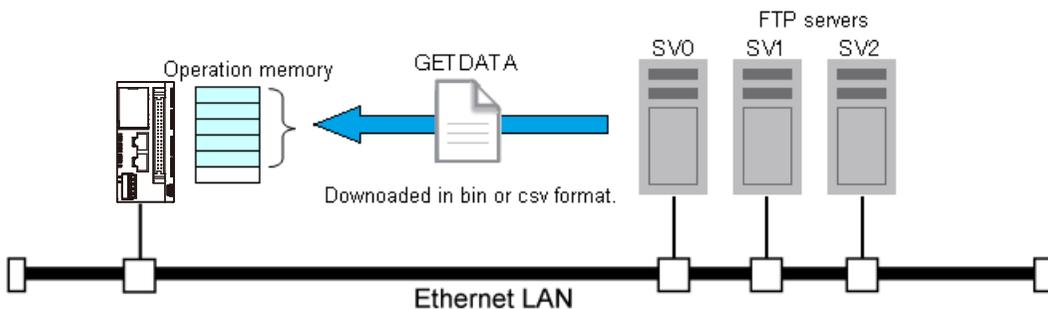 FTP servers
SV0 SV1 SV2
GETDATA
Operation memory
Downoaded in bin or csv format.
Ethernet LAN